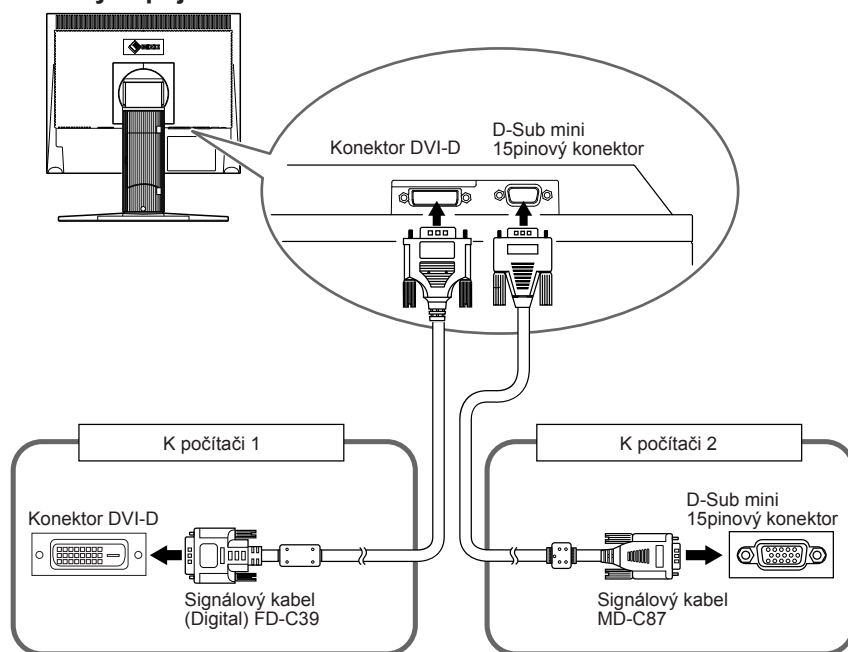 Konektor DVI-D
D-Sub mini
15pinový konektor
K počítači 1
Konektor DVI-D
Signálový kabel
(Digital) FD-C39
K počítači 2
D-Sub mini
15pinový konektor
Signálový kabel
MD-C87